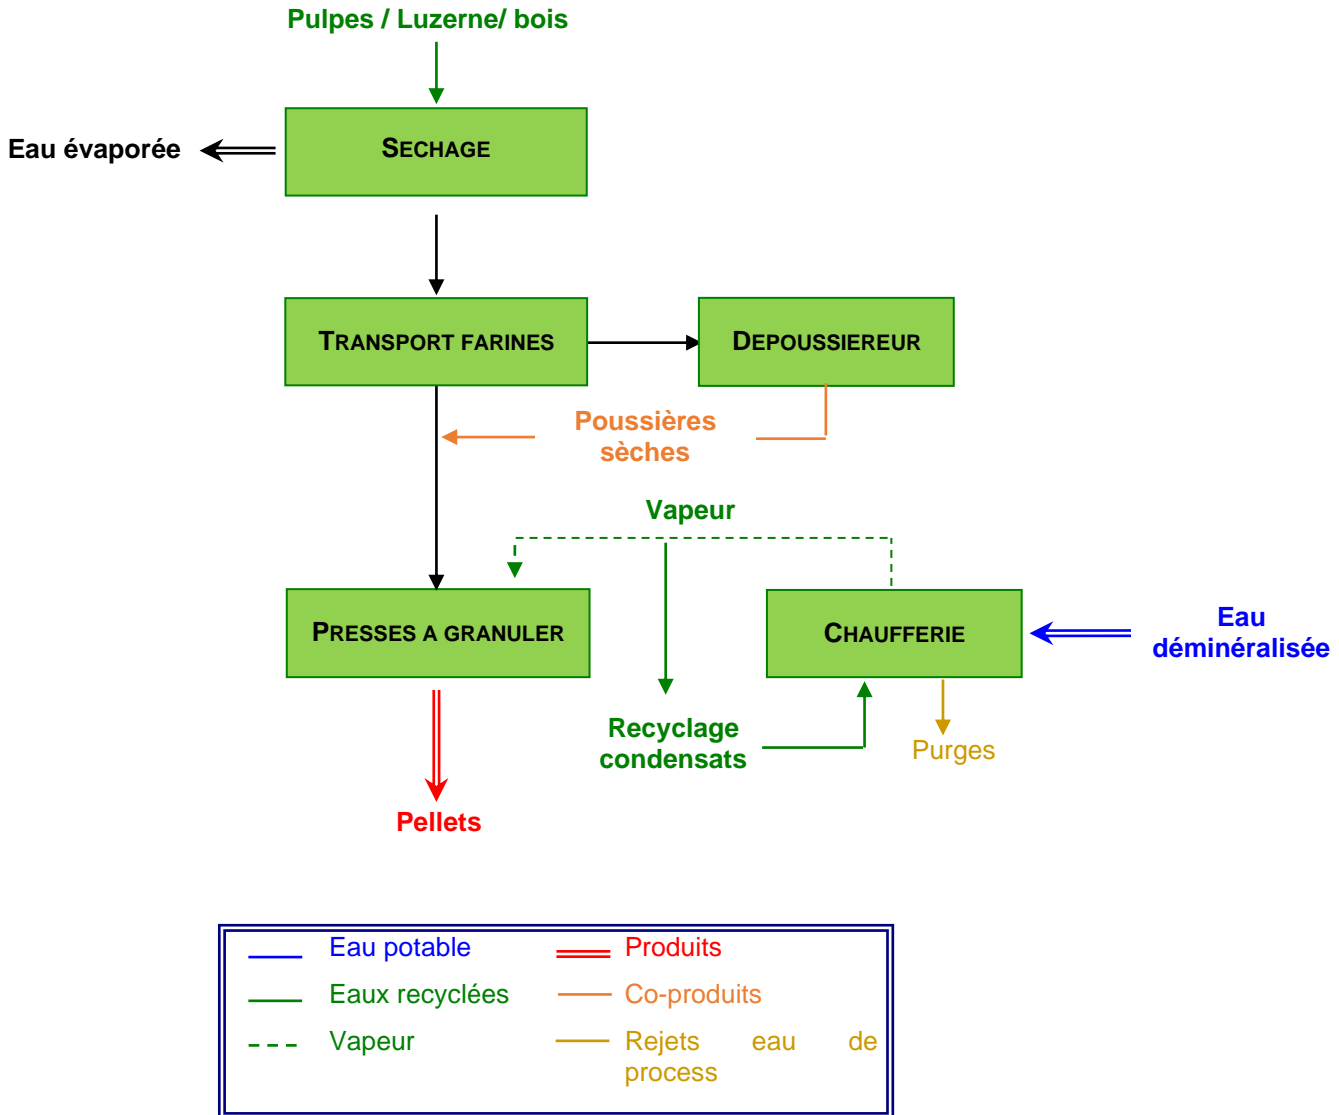 Pulpes / Luzerne/ bois
Eau évaporée
SECHAGE
TRANSPORT FARINES
DEPOUSSIEREUR
Poussières
sèches
Vapeur
PRESSES A GRANULER
CHAUFFERIE
Eau
déminéralisée
Recyclage
condensats
Purges
Pellets
Eau potable
Produits
Eaux recyclées
Co-produits
Vapeur
Rejets eau de
process